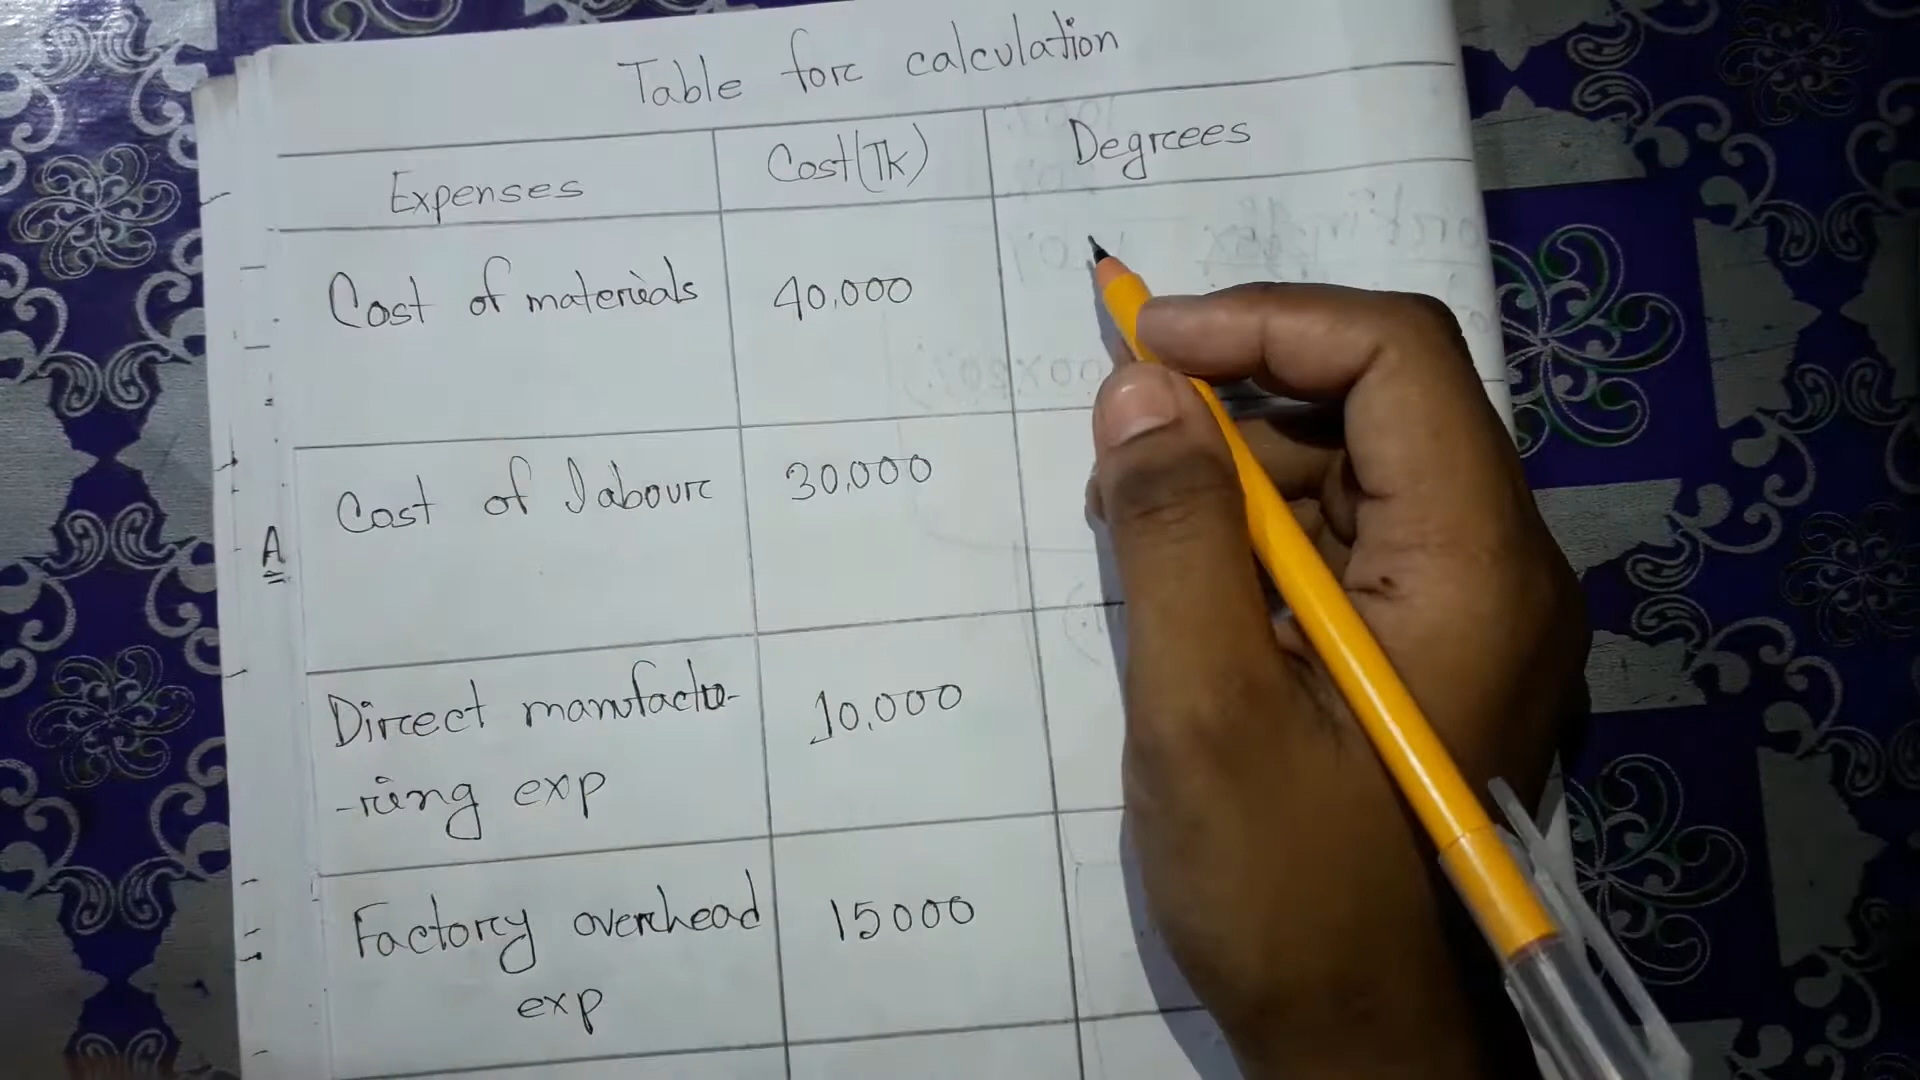 Table for calculation
Expenses Cost(Tk) Degrees
Cost of materials 40,000
Cost of labour 30,000
A
Direct manufactu-
-ring exp 10,000
Factory overhead 15000
exp